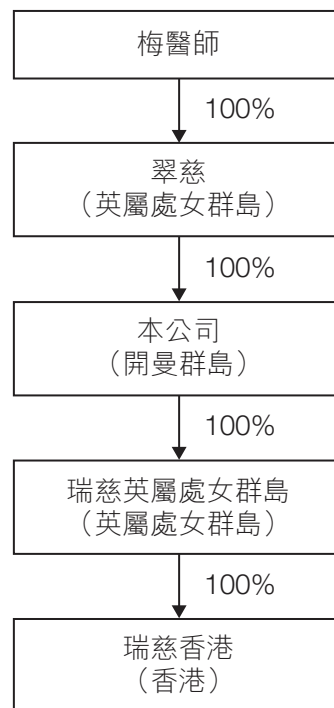 梅醫師
100%
翠慈
（英屬處女群島）
100%
本公司
（開曼群島）
100%
瑞慈英屬處女群島
（英屬處女群島）
100%
瑞慈香港
（香港）